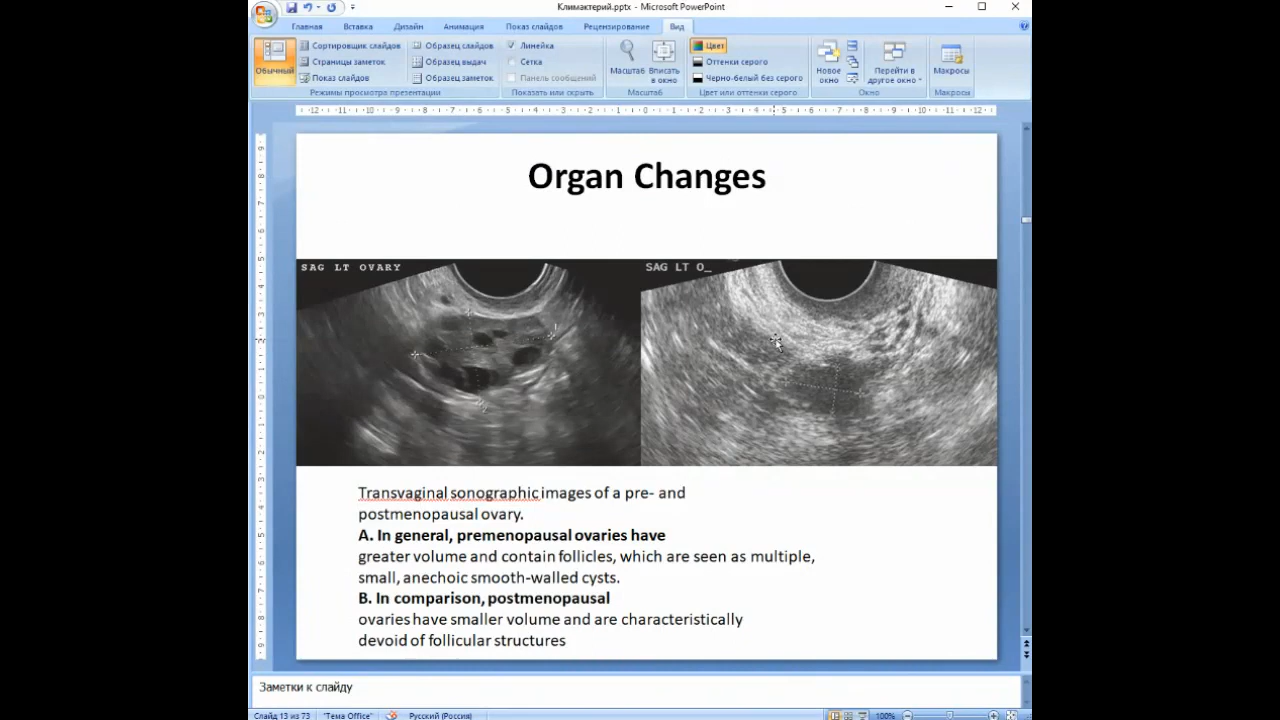 Климактерий.pptx - Microsoft PowerPoint
Главная Вставка Дизайн Анимация Показ слайдов Рецензирование Вид
Обычный
Сортировщик слайдов
Страницы заметок
Показ слайдов
Режимы просмотра презентации
Образец слайдов
Образец выдач
Образец заметок
Линейка
Сетка
Панель сообщений
Показать или скрыть
Масштаб
Вписать в окно
Масштаб
Цвет
Оттенки серого
Черно-белый без серого
Цвет или оттенки серого
Новое окно
Перейти в другое окно
Окно
Макросы
Макросы
Organ Changes
SAG LT OVARY
SAG LT O_
Transvaginal sonographic images of a pre- and
postmenopausal ovary.
A. In general, premenopausal ovaries have
greater volume and contain follicles, which are seen as multiple,
small, anechoic smooth-walled cysts.
B. In comparison, postmenopausal
ovaries have smaller volume and are characteristically
devoid of follicular structures
Заметки к слайду
Слайд 13 из 73 "Тема Office" Русский (Россия) 100%